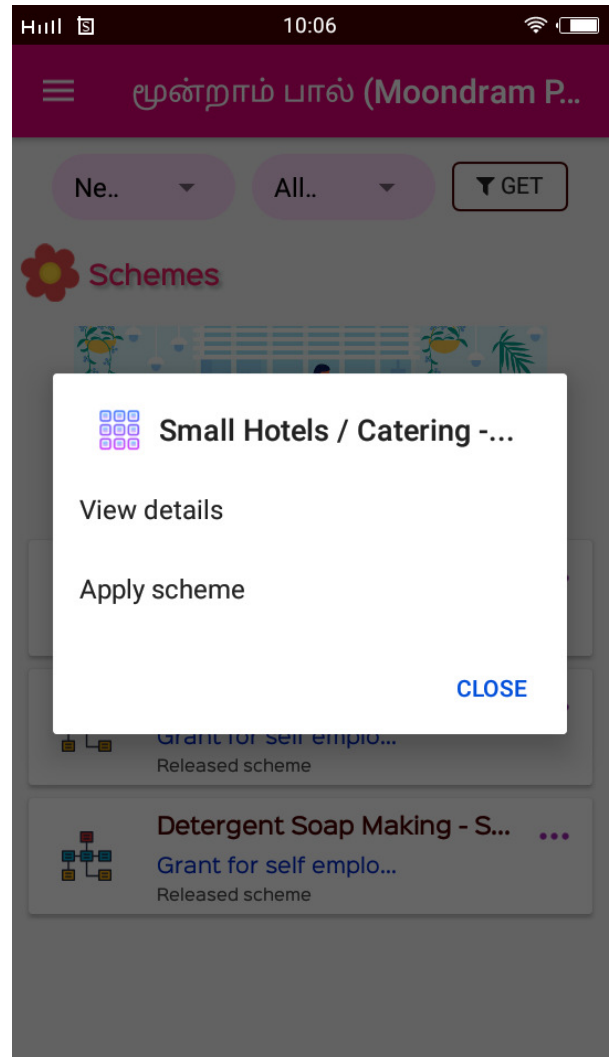 10:06
மூன்றாம் பால் (Moondram P...
Ne..
All..
GET
Schemes
Small Hotels / Catering -...
View details
Apply scheme
CLOSE
Grant for self emplo...
Released scheme
Detergent Soap Making - S...
Grant for self emplo...
Released scheme